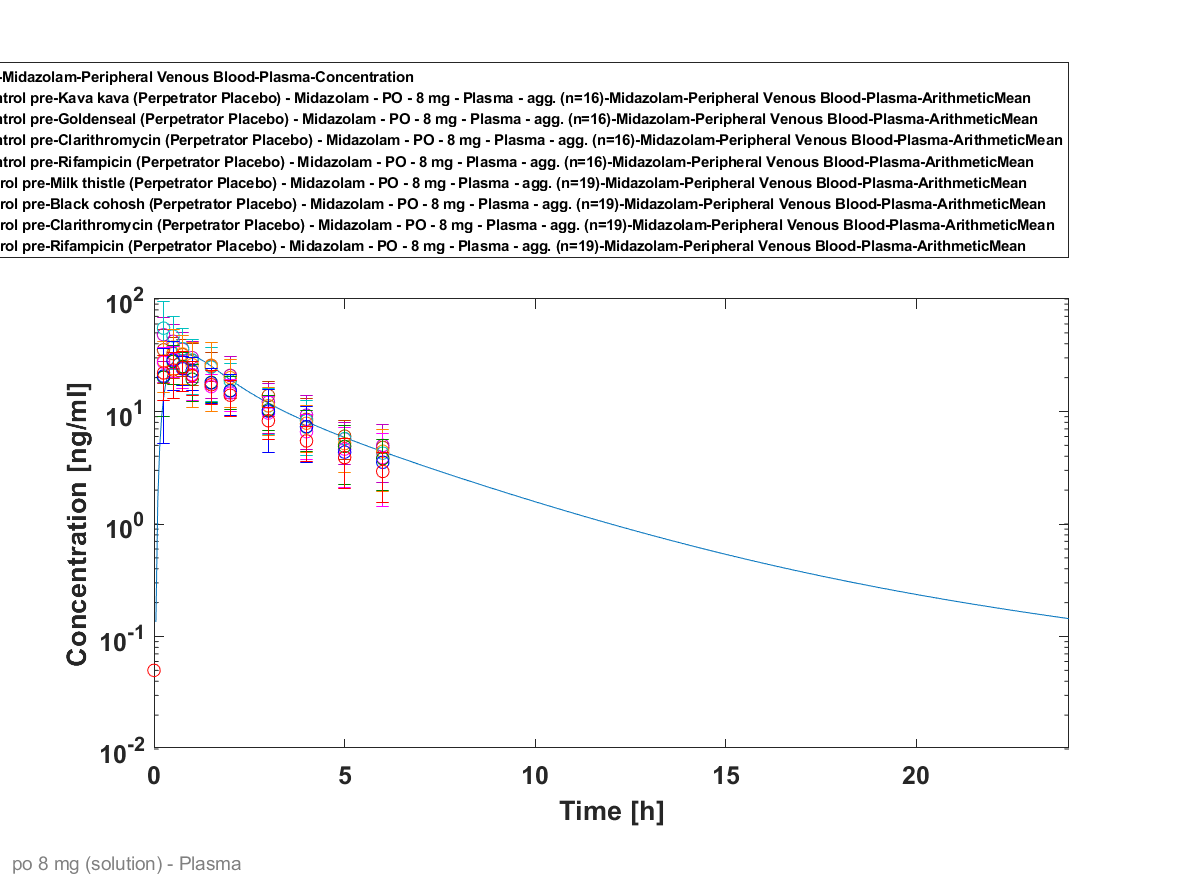 -Midazolam-Peripheral Venous Blood-Plasma-Concentration
ntrol pre-Kava kava (Perpetrator Placebo) - Midazolam - PO - 8 mg - Plasma - agg. (n=16)-Midazolam-Peripheral Venous Blood-Plasma-ArithmeticMean
ntrol pre-Goldenseal (Perpetrator Placebo) - Midazolam - PO - 8 mg - Plasma - agg. (n=16)-Midazolam-Peripheral Venous Blood-Plasma-ArithmeticMean
ntrol pre-Clarithromycin (Perpetrator Placebo) - Midazolam - PO - 8 mg - Plasma - agg. (n=16)-Midazolam-Peripheral Venous Blood-Plasma-ArithmeticMean
ntrol pre-Rifampicin (Perpetrator Placebo) - Midazolam - PO - 8 mg - Plasma - agg. (n=16)-Midazolam-Peripheral Venous Blood-Plasma-ArithmeticMean
rol pre-Milk thistle (Perpetrator Placebo) - Midazolam - PO - 8 mg - Plasma - agg. (n=19)-Midazolam-Peripheral Venous Blood-Plasma-ArithmeticMean
rol pre-Black cohosh (Perpetrator Placebo) - Midazolam - PO - 8 mg - Plasma - agg. (n=19)-Midazolam-Peripheral Venous Blood-Plasma-ArithmeticMean
rol pre-Clarithromycin (Perpetrator Placebo) - Midazolam - PO - 8 mg - Plasma - agg. (n=19)-Midazolam-Peripheral Venous Blood-Plasma-ArithmeticMean
rol pre-Rifampicin (Perpetrator Placebo) - Midazolam - PO - 8 mg - Plasma - agg. (n=19)-Midazolam-Peripheral Venous Blood-Plasma-ArithmeticMean
10^2
10^1
10^0
10^-1
10^-2
Concentration [ng/ml]
0 5 10 15 20
Time [h]
po 8 mg (solution) - Plasma